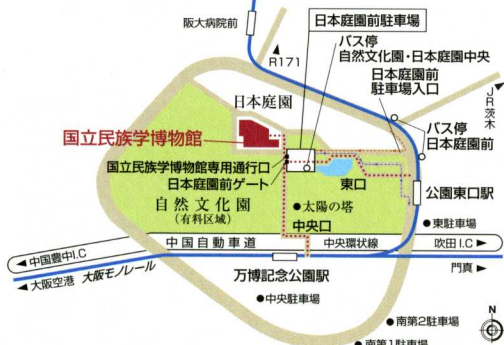 阪大病院前
日本庭園前駐車場
バス停
自然文化園・日本庭園中央
R171
日本庭園前
駐車場入口
JR茨木
日本庭園
バス停
日本庭園前
国立民族学博物館
国立民族学博物館専用通行口
日本庭園前ゲート
東口
公園東口駅
自然文化園
(有料区域)
太陽の塔
中央口
東駐車場
中国自動車道
中央環状線
吹田I.C
中国豊中I.C
大阪空港
大阪モノレール
万博記念公園駅
門真
中央駐車場
N
南第2駐車場
南第1駐車場